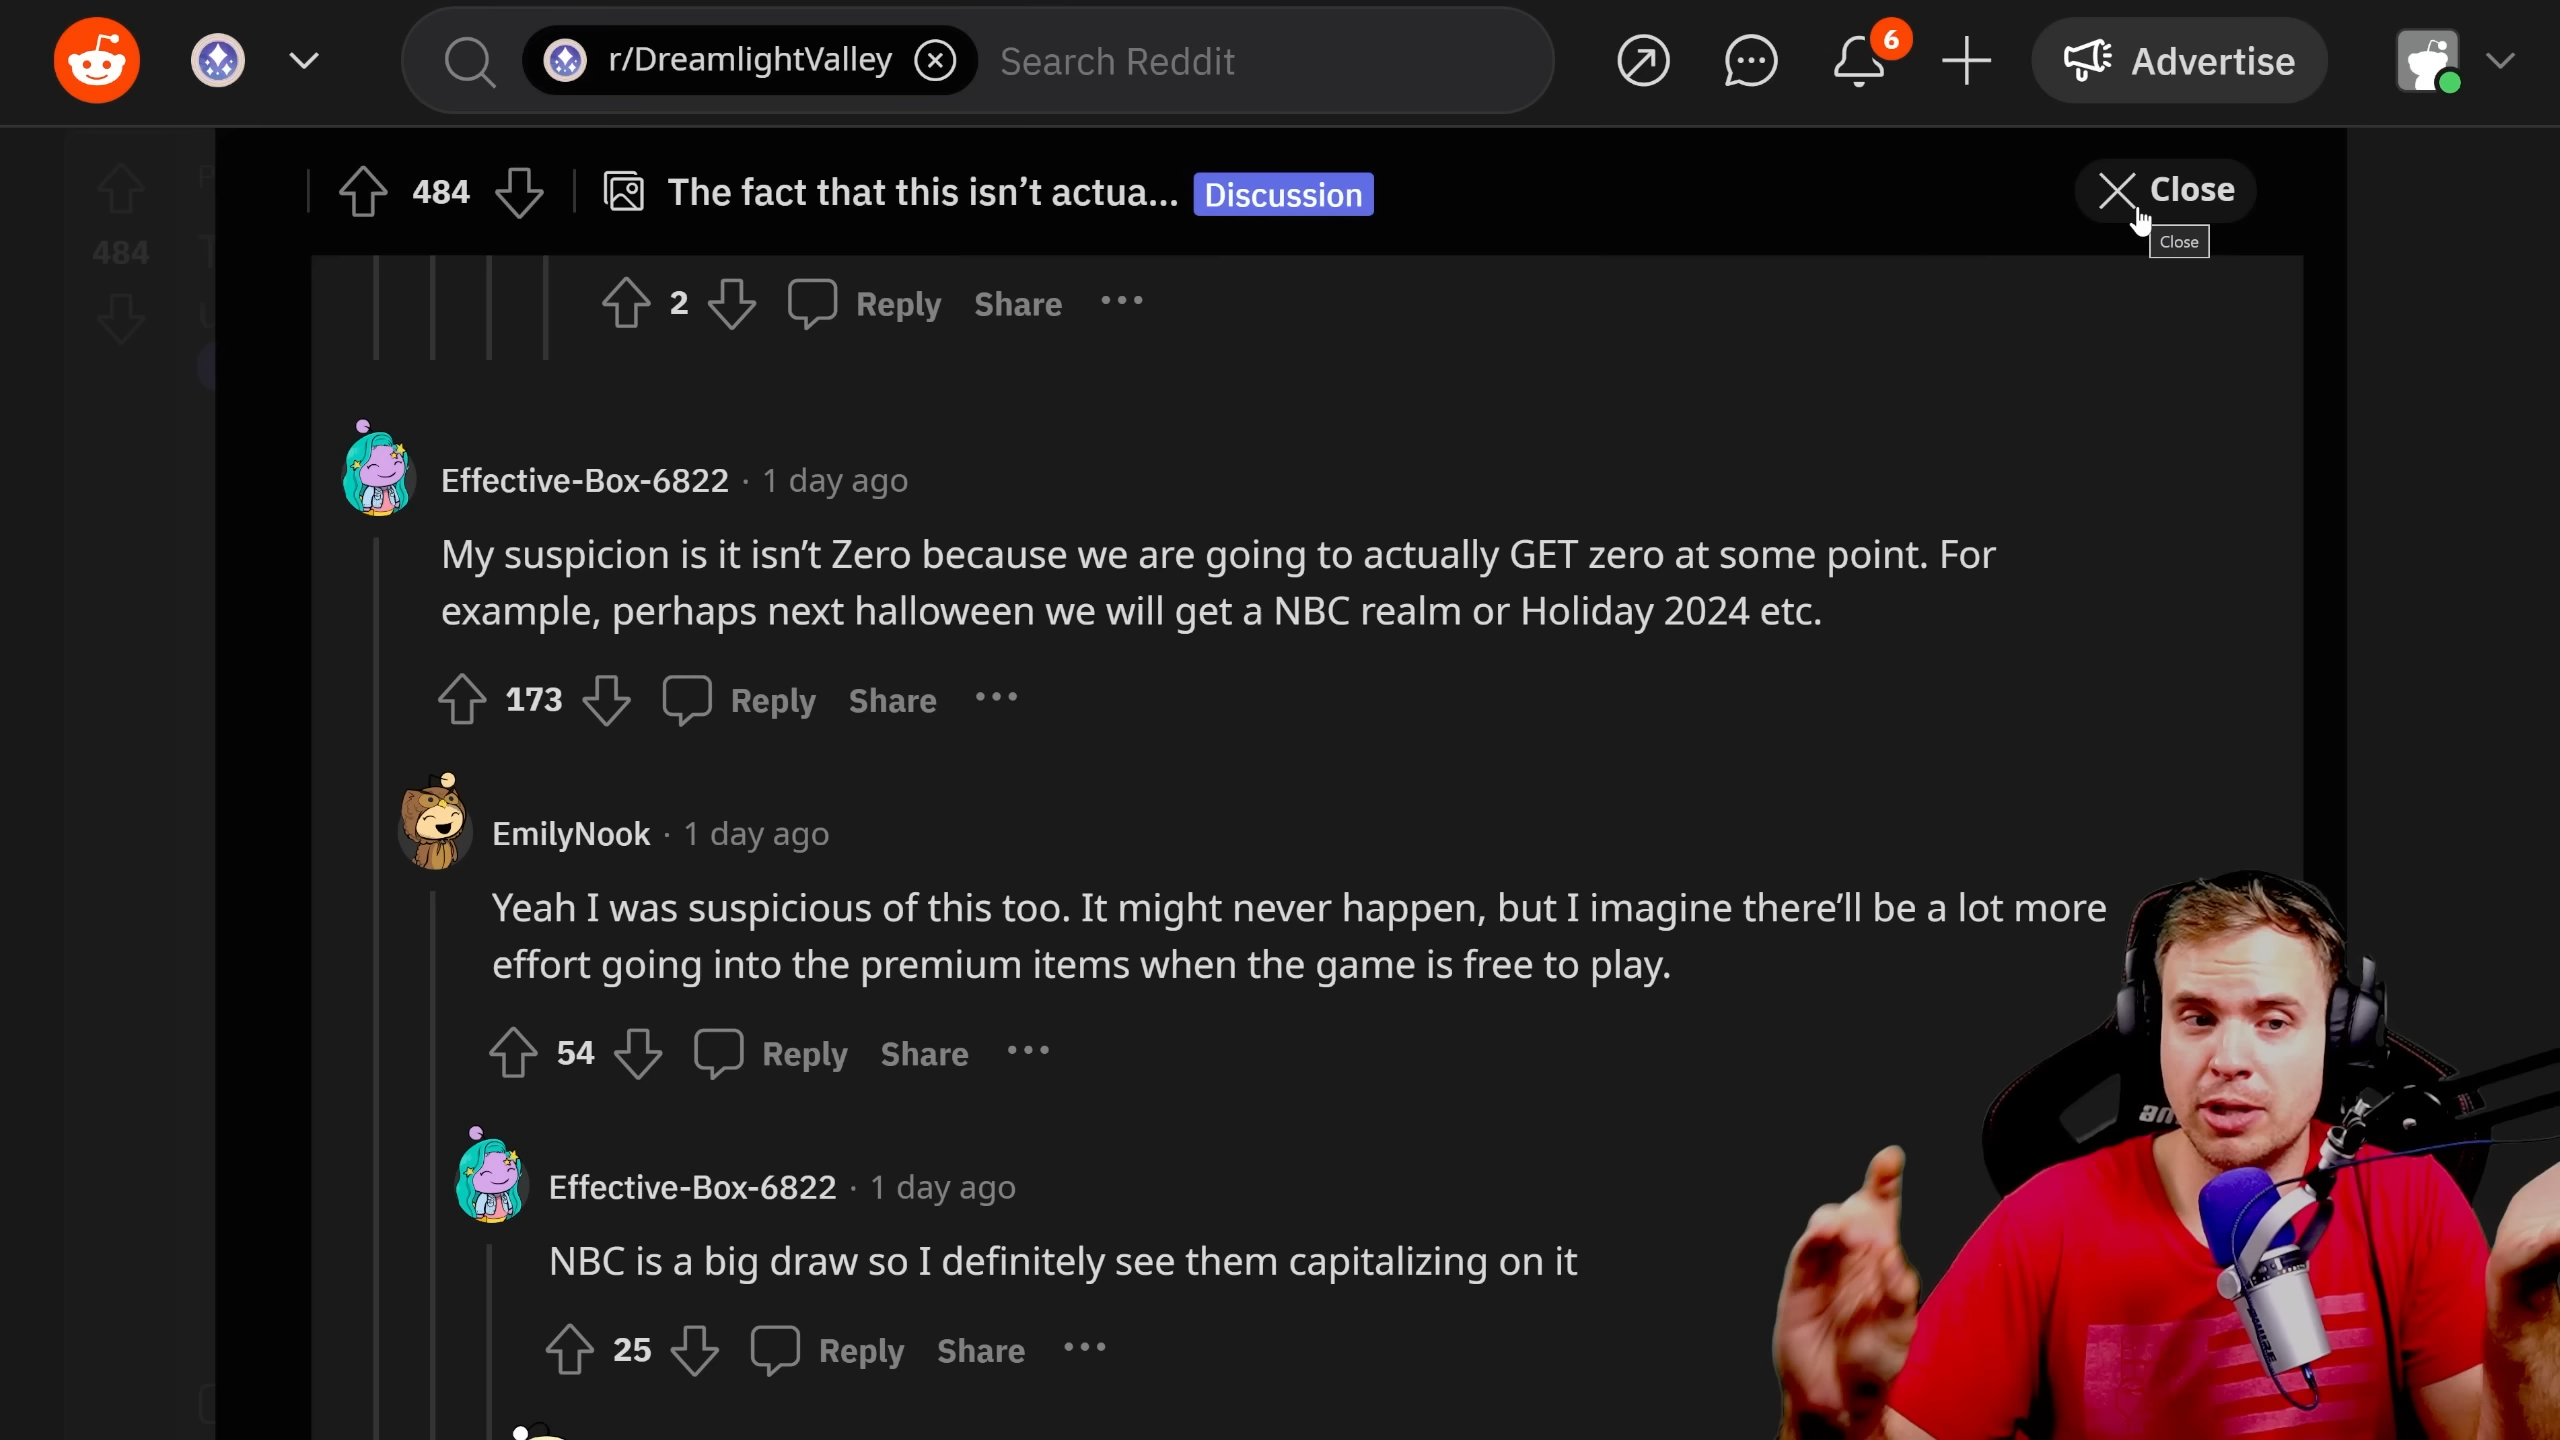 r/DreamlightValley
Search Reddit
6
Advertise
484
The fact that this isn’t actua...
Discussion
Close
Close
484
2
Reply
Share
Effective-Box-6822 · 1 day ago
My suspicion is it isn’t Zero because we are going to actually GET zero at some point. For
example, perhaps next halloween we will get a NBC realm or Holiday 2024 etc.
173
Reply
Share
EmilyNook · 1 day ago
Yeah I was suspicious of this too. It might never happen, but I imagine there’ll be a lot more
effort going into the premium items when the game is free to play.
54
Reply
Share
Effective-Box-6822 · 1 day ago
NBC is a big draw so I definitely see them capitalizing on it
25
Reply
Share